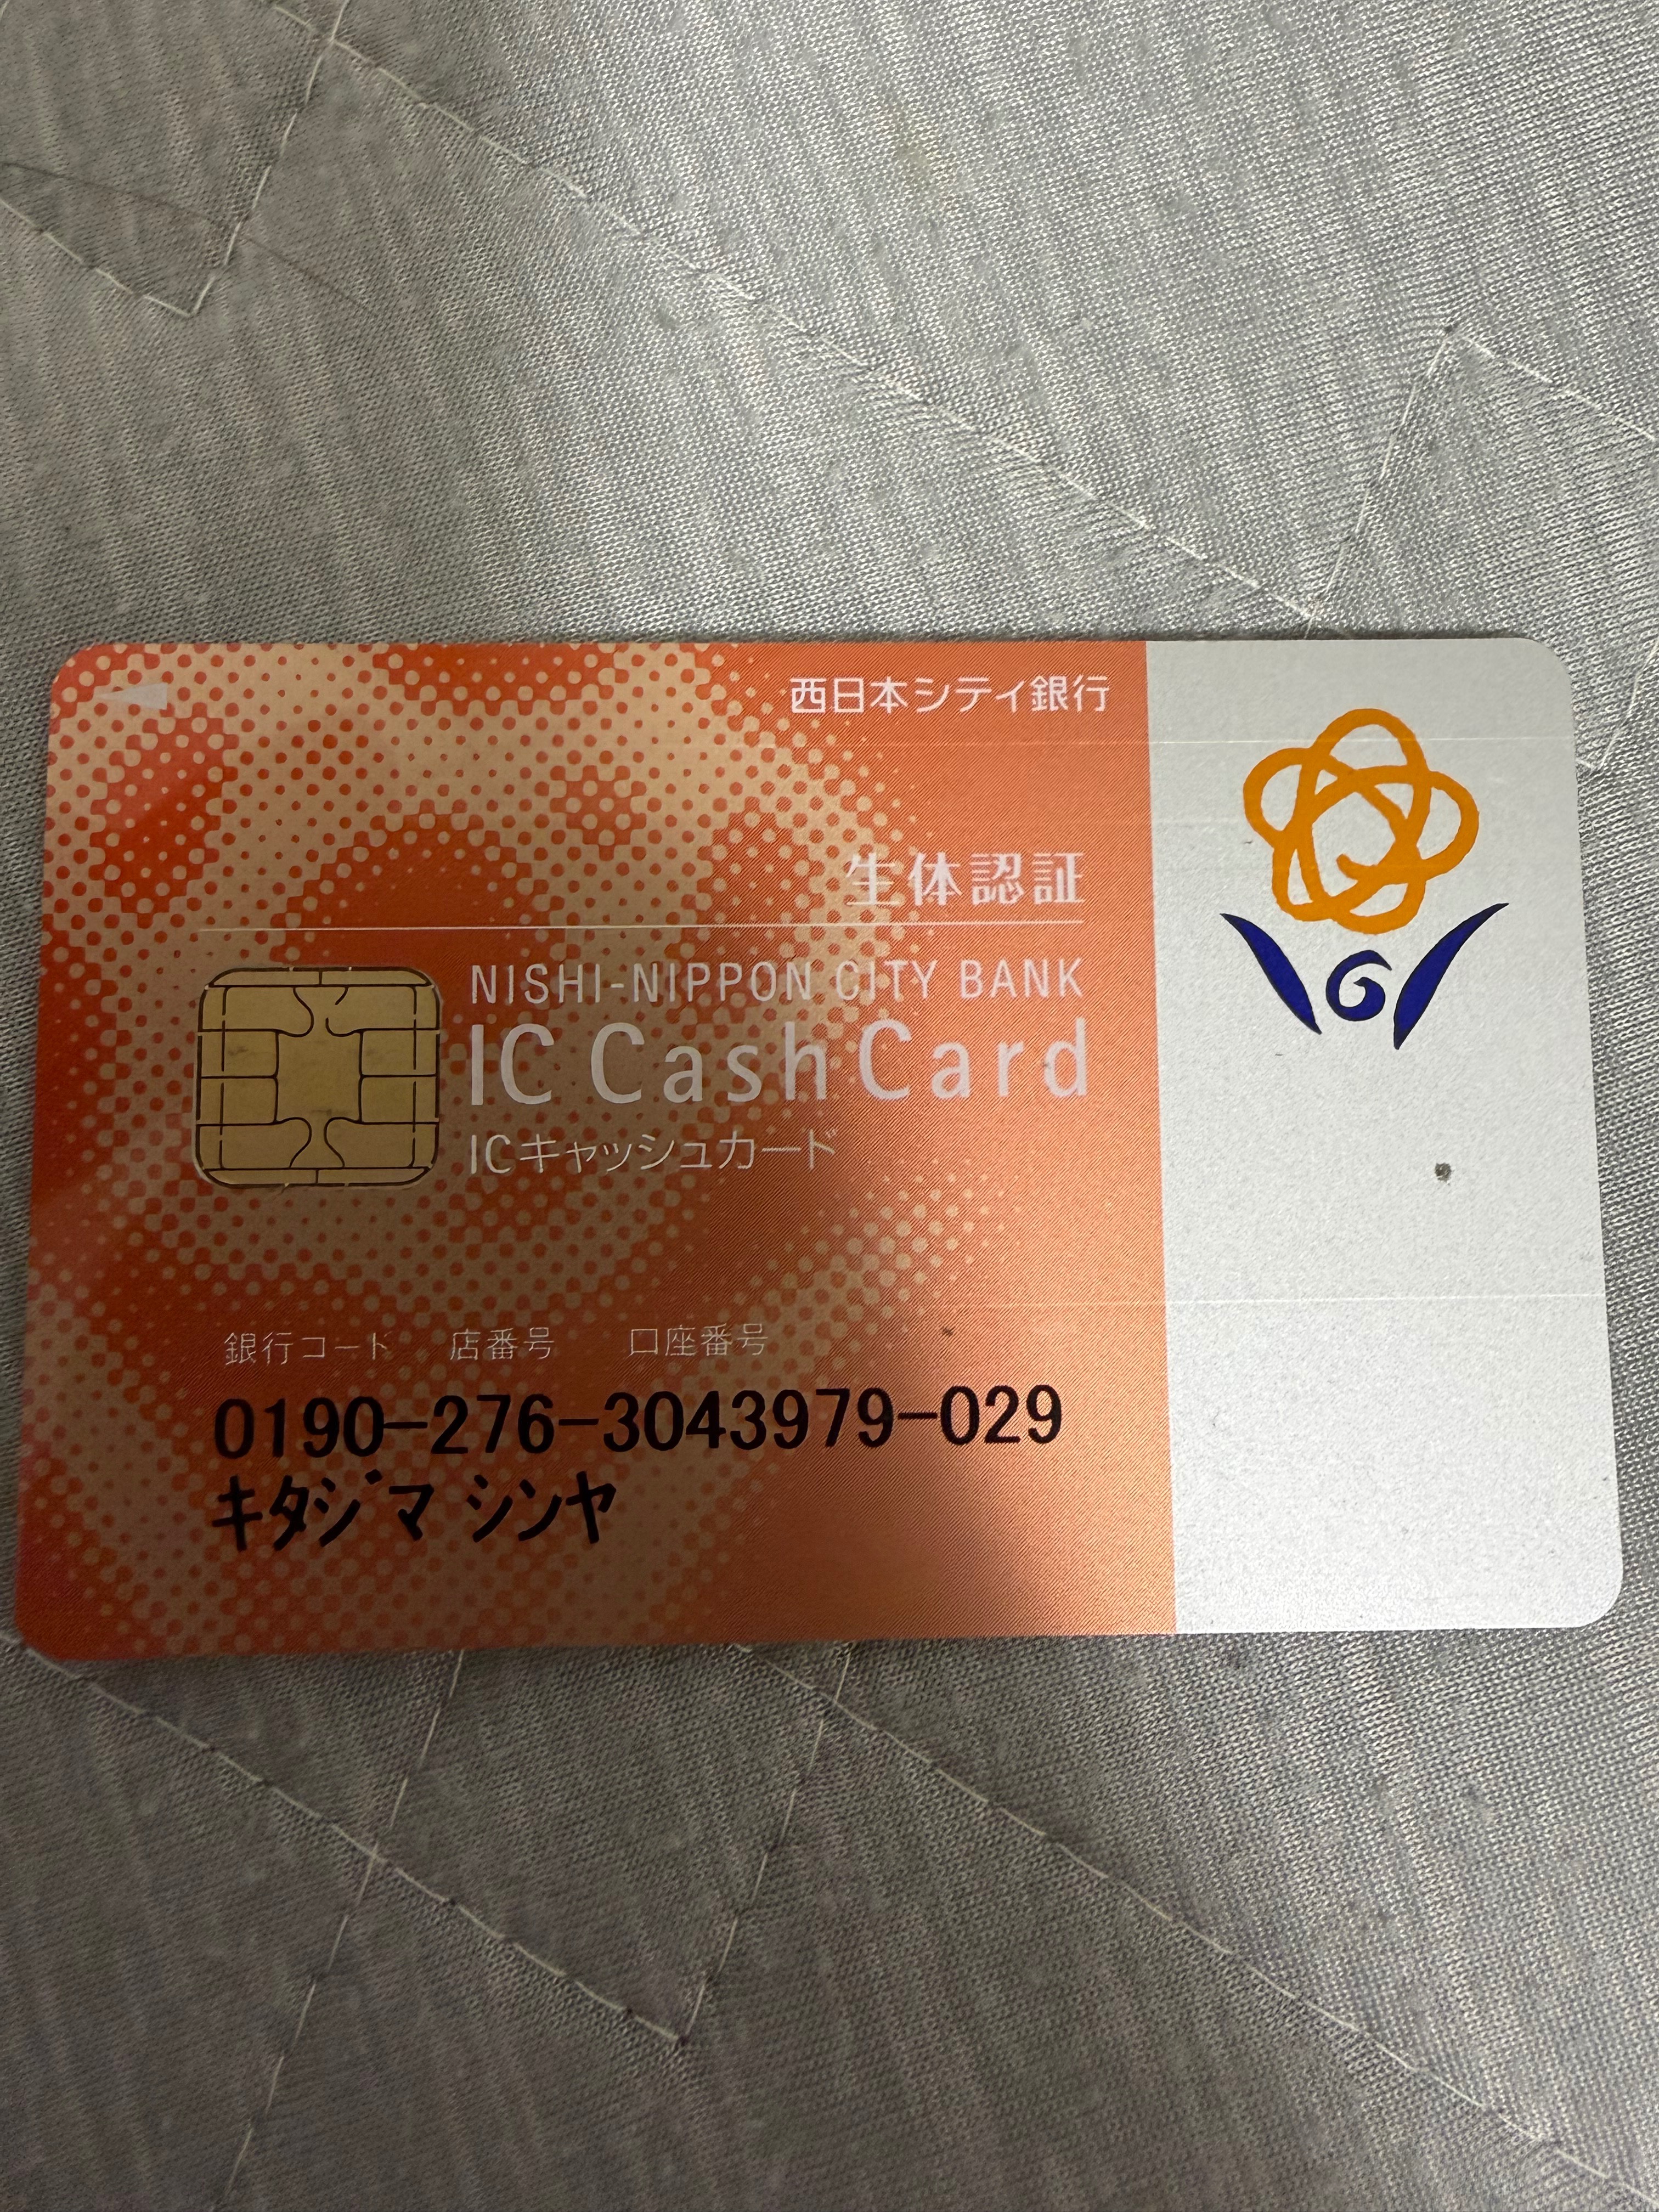 西日本シティ銀行
生体認証
NISHI-NIPPON CITY BANK
IC Cash Card
ICキャッシュカード
銀行コード 店番号 口座番号
0190-276-3043979-029
キタジマ シンヤ